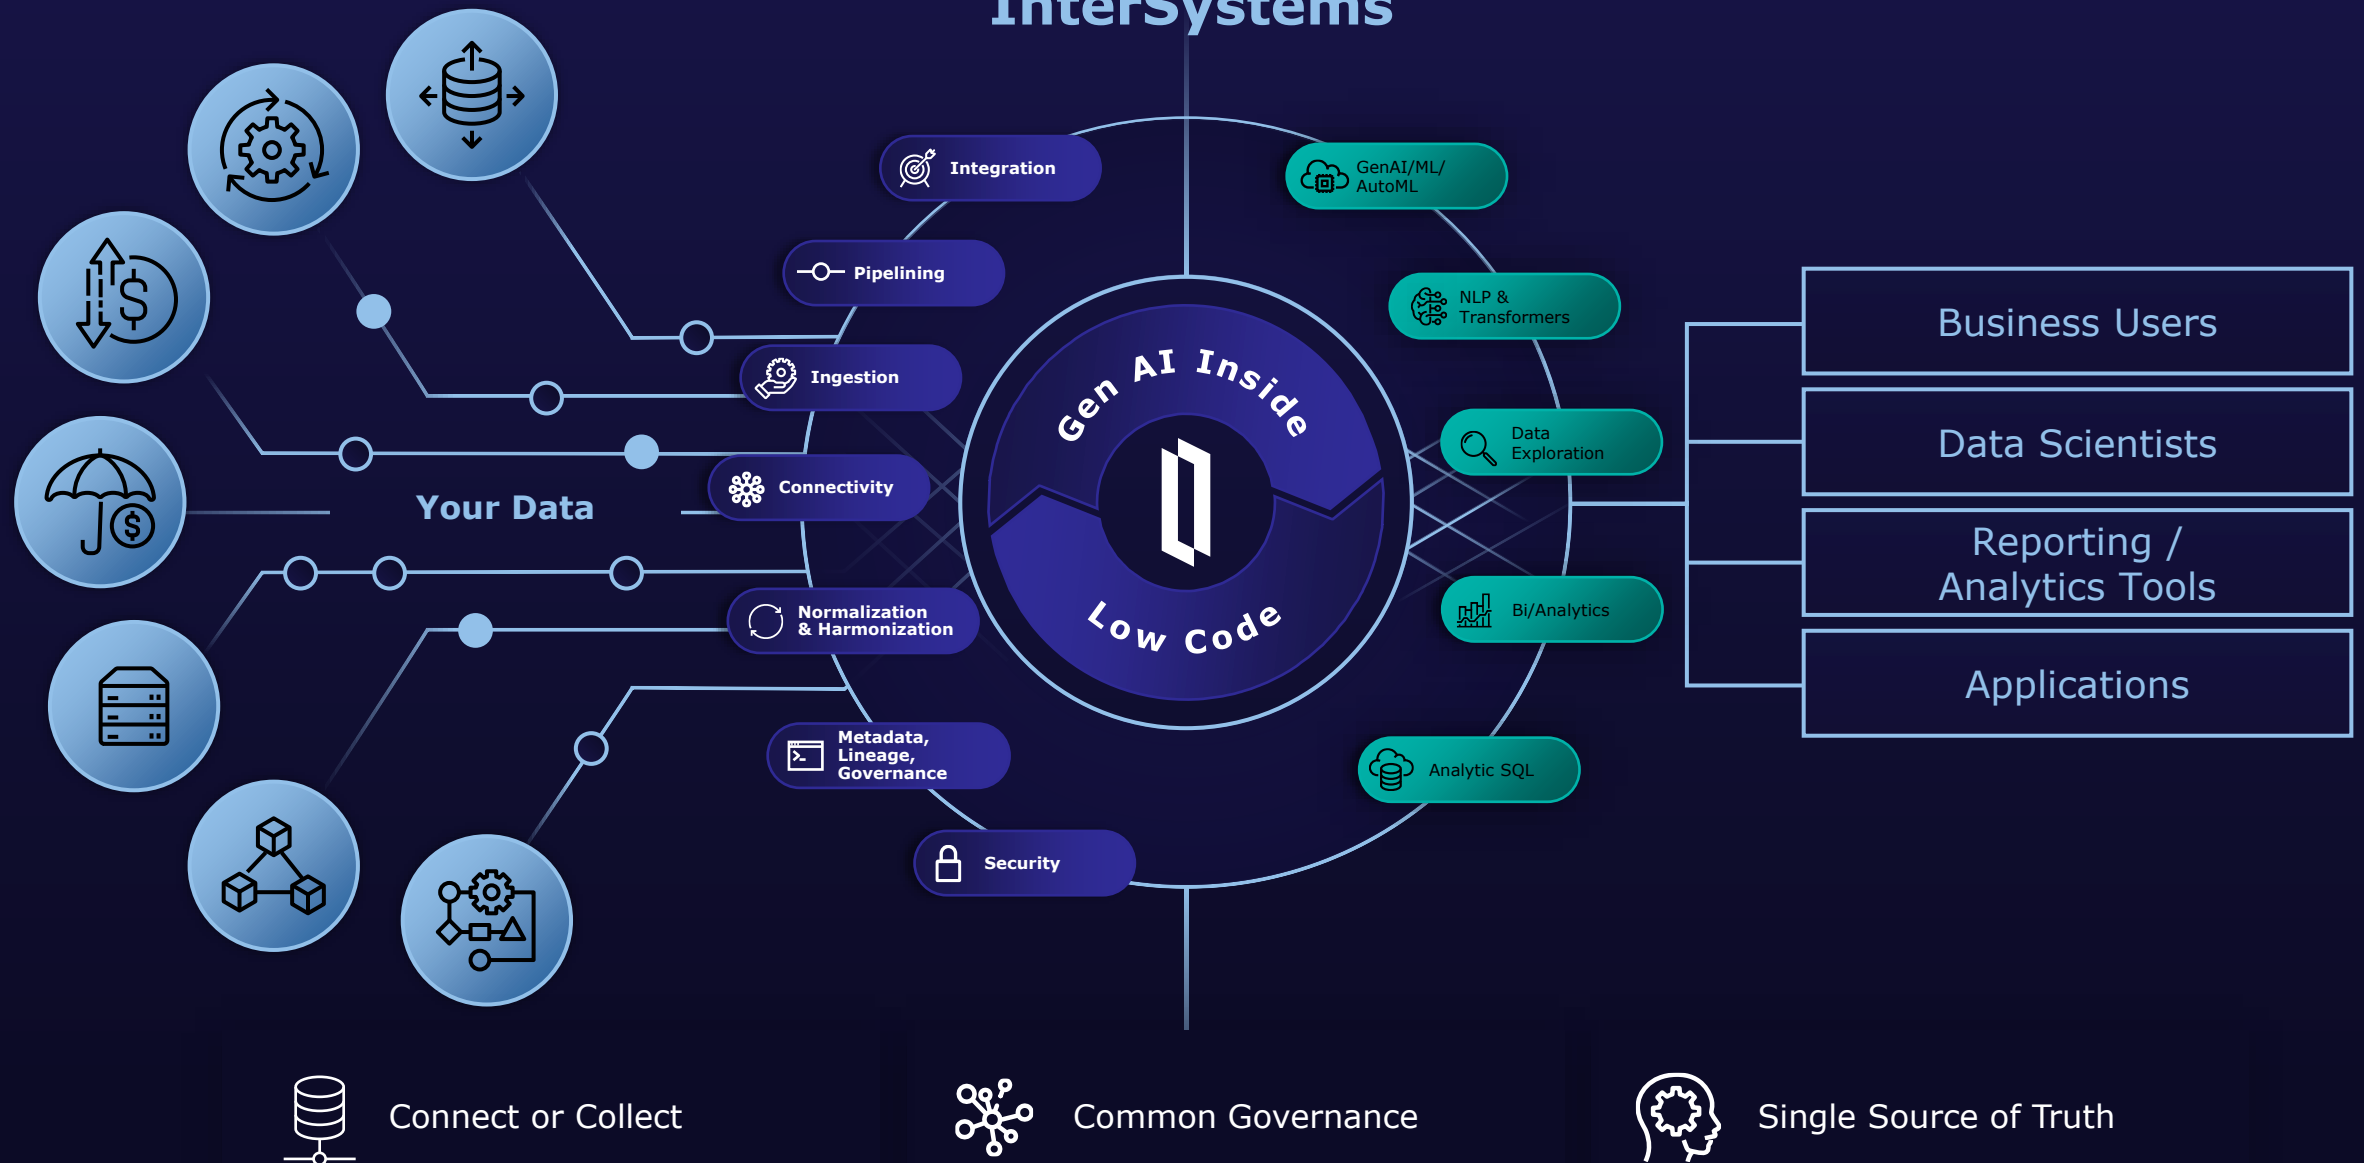 InterSystems
Integration
Pipelining
Ingestion
Connectivity
Normalization
& Harmonization
Metadata,
Lineage,
Governance
Security
Your Data
Gen AI Inside
Low Code
GenAI/ML/
AutoML
NLP &
Transformers
Data
Exploration
Bi/Analytics
Analytic SQL
Business Users
Data Scientists
Reporting /
Analytics Tools
Applications
Connect or Collect
Common Governance
Single Source of Truth